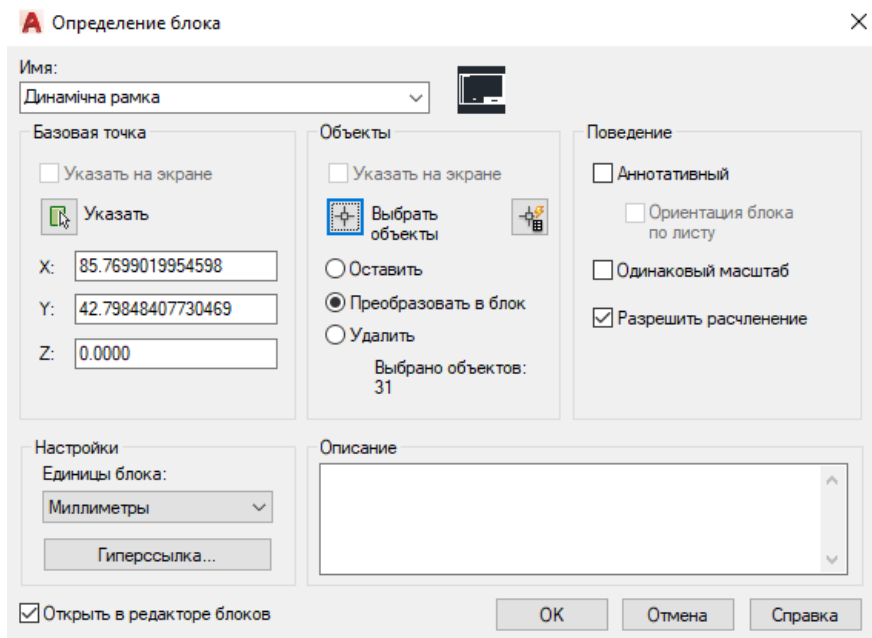 Определение блока
Имя:
Динамічна рамка
Базовая точка
Указать на экране
Указать
X: 85.7699019954598
Y: 42.79848407730469
Z: 0.0000
Объекты
Указать на экране
Выбрать
объекты
Оставить
Преобразовать в блок
Удалить
Выбрано объектов:
31
Поведение
Аннотативный
Ориентация блока
по листу
Одинаковый масштаб
Разрешить расчленение
Настройки
Единицы блока:
Миллиметры
Гиперссылка...
Описание
Открыть в редакторе блоков
OK
Отмена
Справка